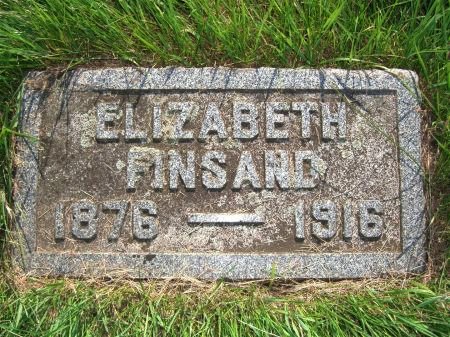 ELIZABETH
FINSAND
1876 — 1916